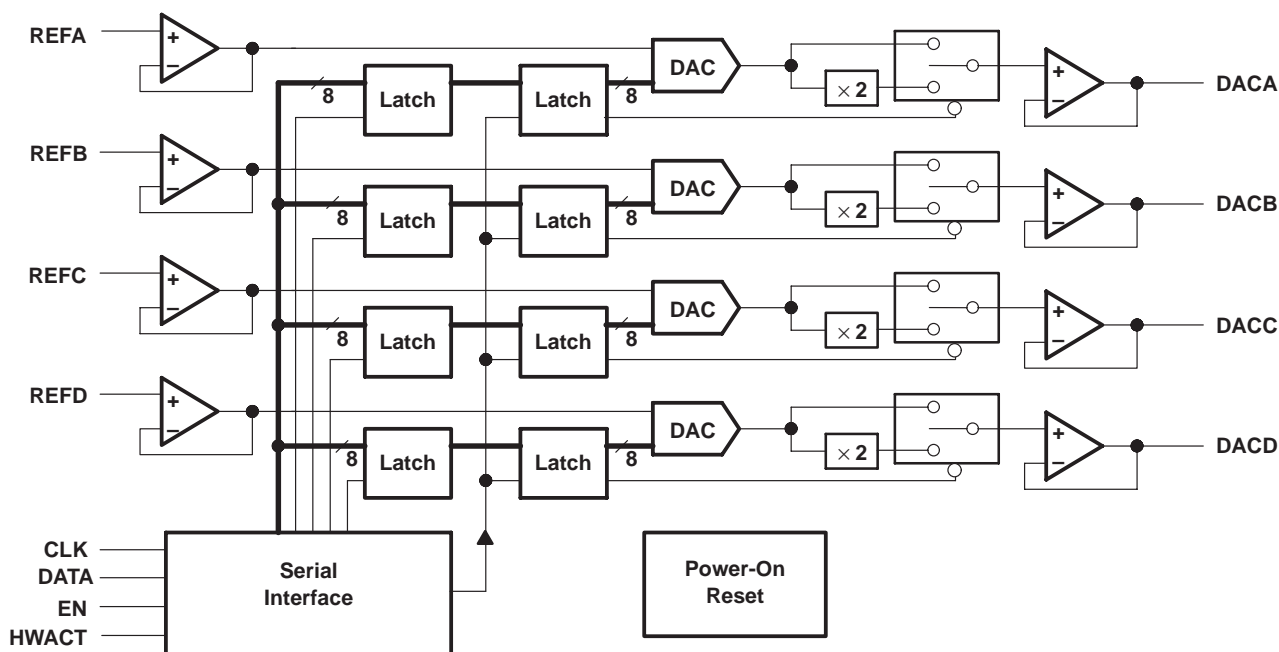 REFA
+
−
8
Latch
Latch
8
DAC
× 2
+
−
DACA
REFB
+
−
8
Latch
Latch
8
DAC
× 2
+
−
DACB
REFC
+
−
8
Latch
Latch
8
DAC
× 2
+
−
DACC
REFD
+
−
8
Latch
Latch
8
DAC
× 2
+
−
DACD
CLK
DATA
EN
HWACT
Serial
Interface
Power-On
Reset